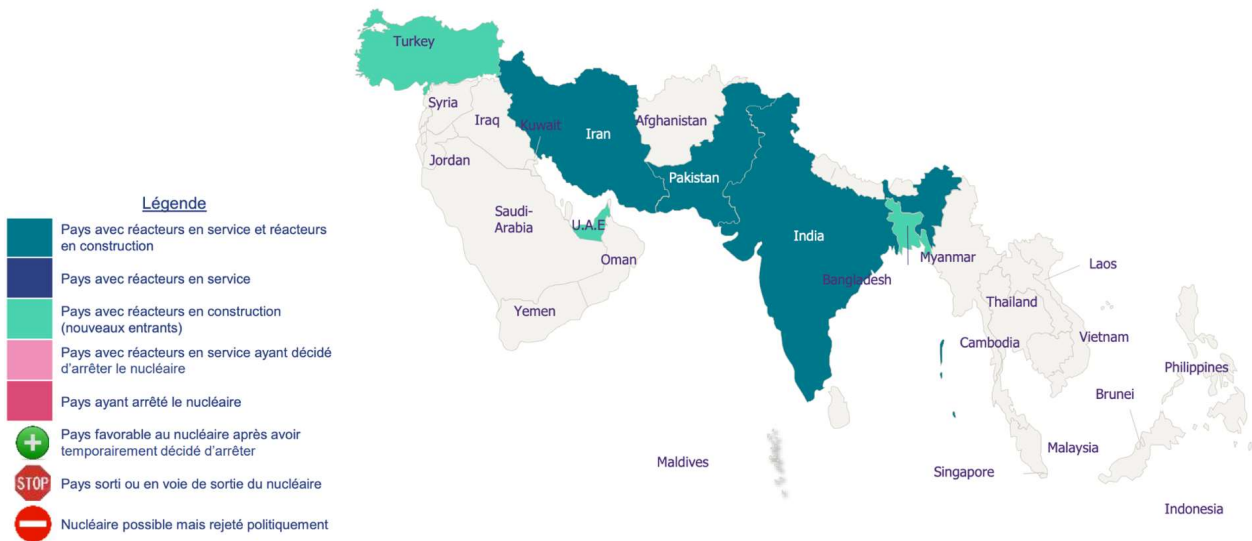 Turkey
Syria
Iraq
Kuwait
Iran
Afghanistan
Jordan
Pakistan
Saudi-
Arabia
U.A.E
Oman
Yemen
India
Bangladesh
Myanmar
Laos
Thailand
Cambodia
Vietnam
Philippines
Brunei
Malaysia
Singapore
Maldives
Indonesia
Légende
Pays avec réacteurs en service et réacteurs
en construction
Pays avec réacteurs en service
Pays avec réacteurs en construction
(nouveaux entrants)
Pays avec réacteurs en service ayant décidé
d'arrêter le nucléaire
Pays ayant arrêté le nucléaire
Pays favorable au nucléaire après avoir
temporairement décidé d'arrêter
STOP
Pays sorti ou en voie de sortie du nucléaire
Nucléaire possible mais rejeté politiquement